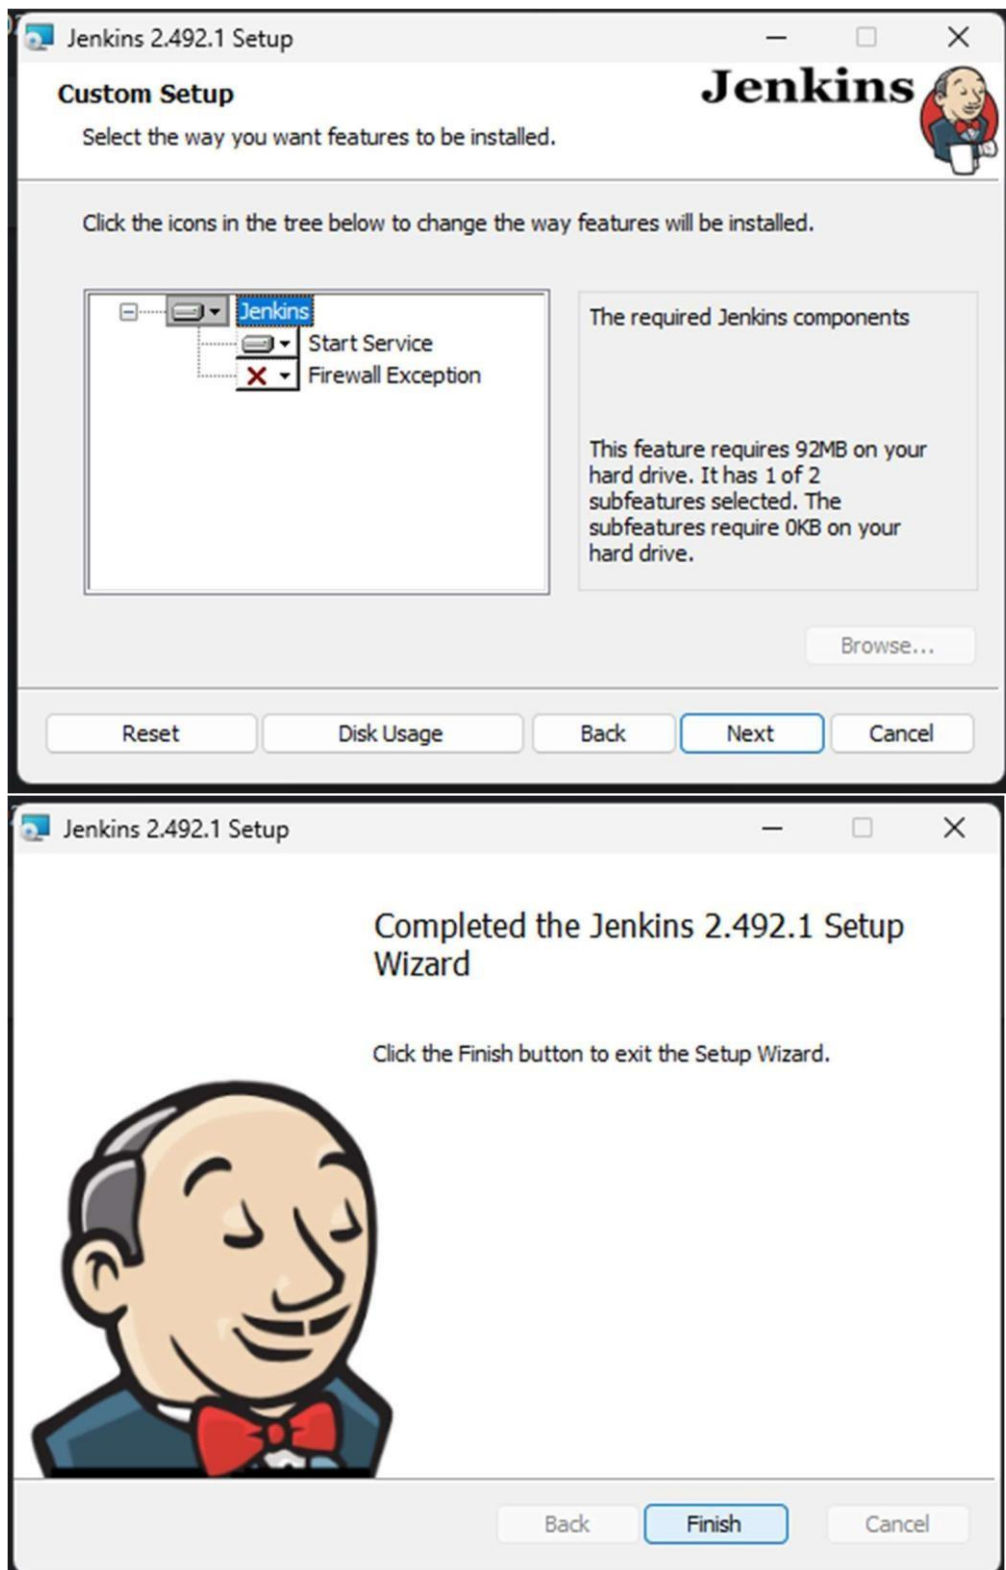 Jenkins 2.492.1 Setup
Custom Setup
Jenkins
Select the way you want features to be installed.
Click the icons in the tree below to change the way features will be installed.
Jenkins
Start Service
Firewall Exception
The required Jenkins components
This feature requires 92MB on your
hard drive. It has 1 of 2
subfeatures selected. The
subfeatures require 0KB on your
hard drive.
Browse...
Reset Disk Usage Back Next Cancel
Jenkins 2.492.1 Setup
Completed the Jenkins 2.492.1 Setup
Wizard
Click the Finish button to exit the Setup Wizard.
Back Finish Cancel